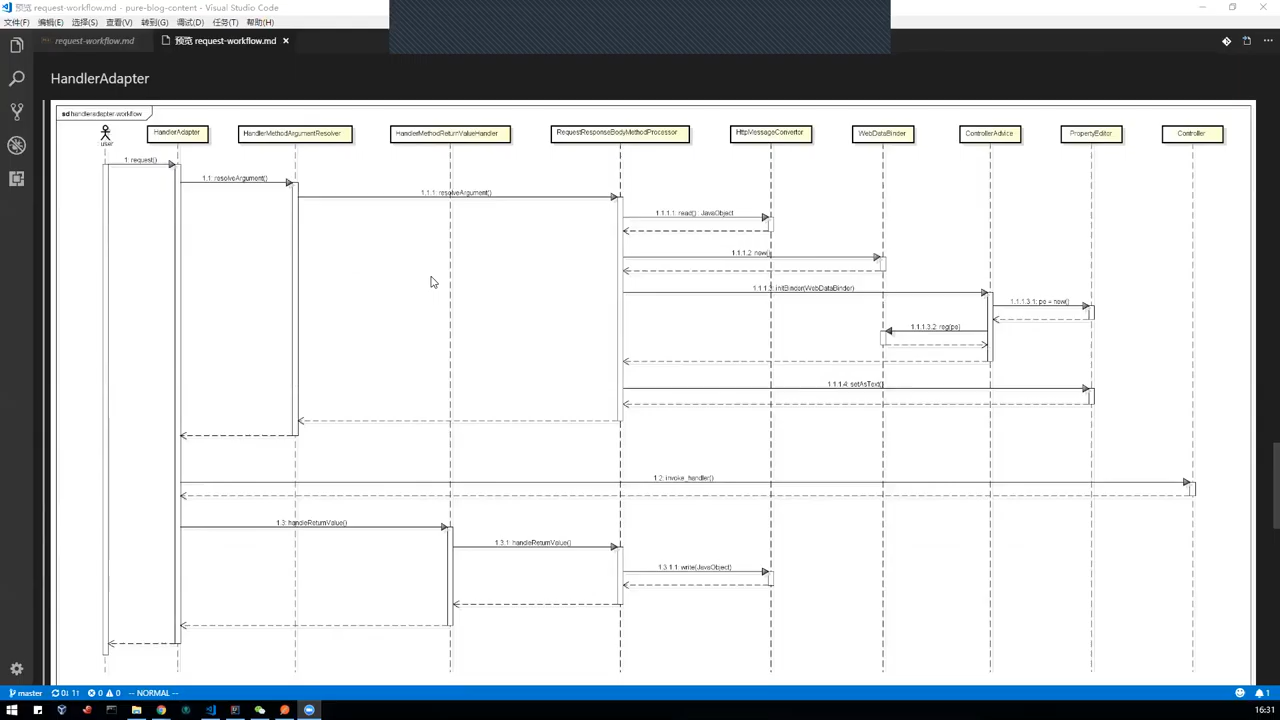 预览 request-workflow.md - pure-blog-content - Visual Studio Code
文件(F) 编辑(E) 选择(S) 查看(V) 转到(G) 调试(D) 任务(T) 帮助(H)
request-workflow.md 预览 request-workflow.md
HandlerAdapter
sd handleradapter.workflow
user
HandlerAdapter
HandlerMethodArgumentResolver
HandlerMethodReturnValueHandler
RequestResponseBodyMethodProcessor
HttpMessageConvertor
WebDataBinder
ControllerAdvice
PropertyEditor
Controller
1: request()
1.1: resolveArgument()
1.1.1: resolveArgument()
1.1.1.1: read() : JavaObject
1.1.1.2: new()
1.1.1.3: initBinder(WebDataBinder)
1.1.1.3.1: pe = new()
1.1.1.3.2: reg(pe)
1.1.1.4: setAsText()
1.2: invoke_handler()
1.3: handleReturnValue()
1.3.1: handleReturnValue()
1.3.1.1: write(JavaObject)
master 0↓ 1↑ 0 0 -- NORMAL -- 1
16:31